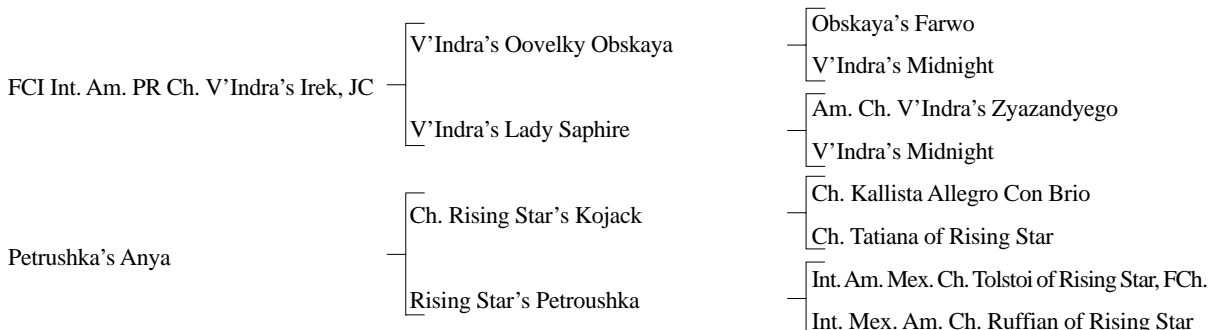 FCI Int. Am. PR Ch. V’Indra’s Irek, JC
V’Indra’s Oovelky Obskaya
Obskaya’s Farwo
V’Indra’s Midnight
V’Indra’s Lady Saphire
Am. Ch. V’Indra’s Zyazandyego
V’Indra’s Midnight
Petrushka’s Anya
Ch. Rising Star’s Kojack
Ch. Kallista Allegro Con Brio
Ch. Tatiana of Rising Star
Rising Star’s Petroushka
Int. Am. Mex. Ch. Tolstoi of Rising Star, FCh.
Int. Mex. Am. Ch. Ruffian of Rising Star